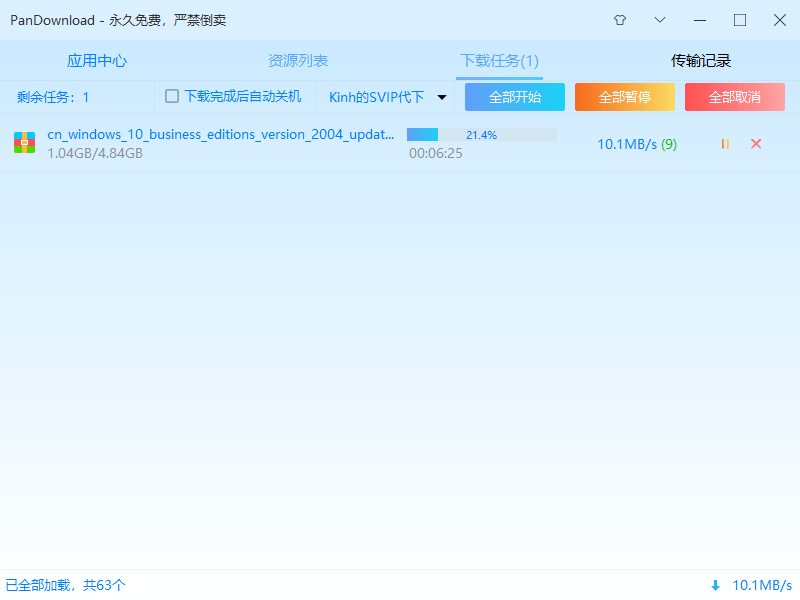 PanDownload - 永久免费，严禁倒卖
应用中心 资源列表 下载任务(1) 传输记录
剩余任务：1 下载完成后自动关机 Kinh的SVIP代下 全部开始 全部暂停 全部取消
cn_windows_10_business_editions_version_2004_updat... 21.4%
1.04GB/4.84GB 00:06:25 10.1MB/s (9)
已全部加载，共63个 10.1MB/s